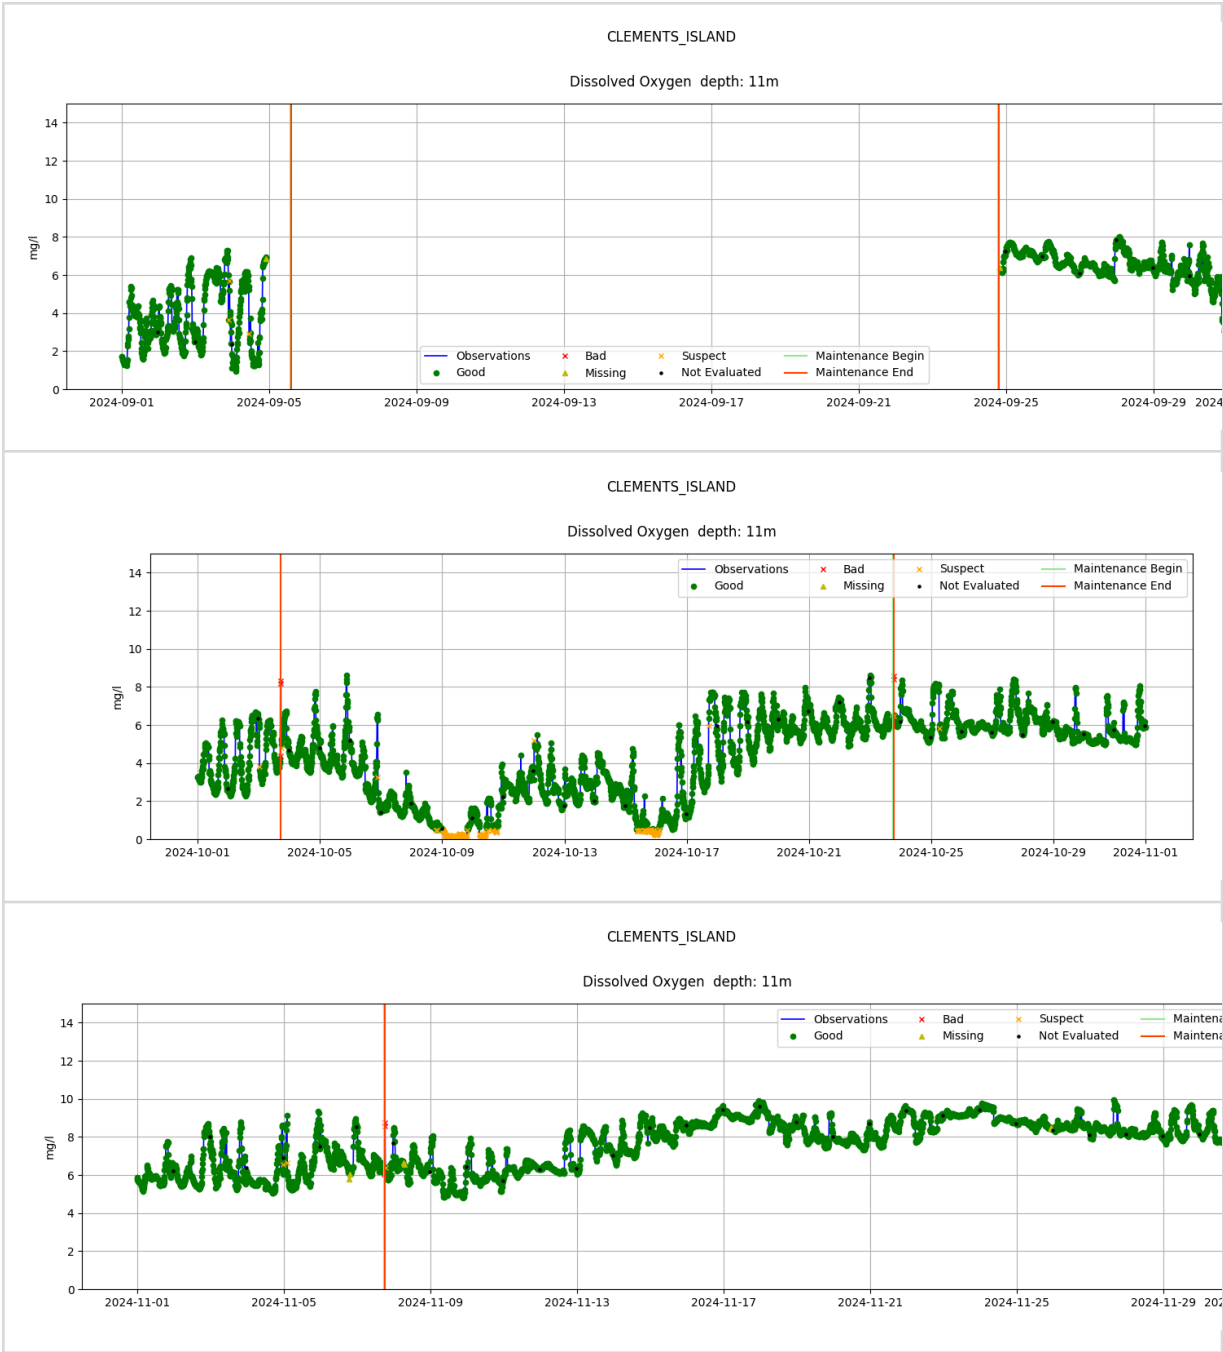 CLEMENTS_ISLAND
Dissolved Oxygen depth: 11m
14
12
10
8
6
4
2
0
mg/l
Observations Bad Suspect Maintenance Begin
Good Missing Not Evaluated Maintenance End
2024-09-01 2024-09-05 2024-09-09 2024-09-13 2024-09-17 2024-09-21 2024-09-25 2024-09-29 2024
CLEMENTS_ISLAND
Dissolved Oxygen depth: 11m
Observations Bad Suspect Maintenance Begin
Good Missing Not Evaluated Maintenance End
14
12
10
8
6
4
2
0
mg/l
2024-10-01 2024-10-05 2024-10-09 2024-10-13 2024-10-17 2024-10-21 2024-10-25 2024-10-29 2024-11-01
CLEMENTS_ISLAND
Dissolved Oxygen depth: 11m
Observations Bad Suspect Maintena
Good Missing Not Evaluated Maintena
14
12
10
8
6
4
2
0
mg/l
2024-11-01 2024-11-05 2024-11-09 2024-11-13 2024-11-17 2024-11-21 2024-11-25 2024-11-29 202